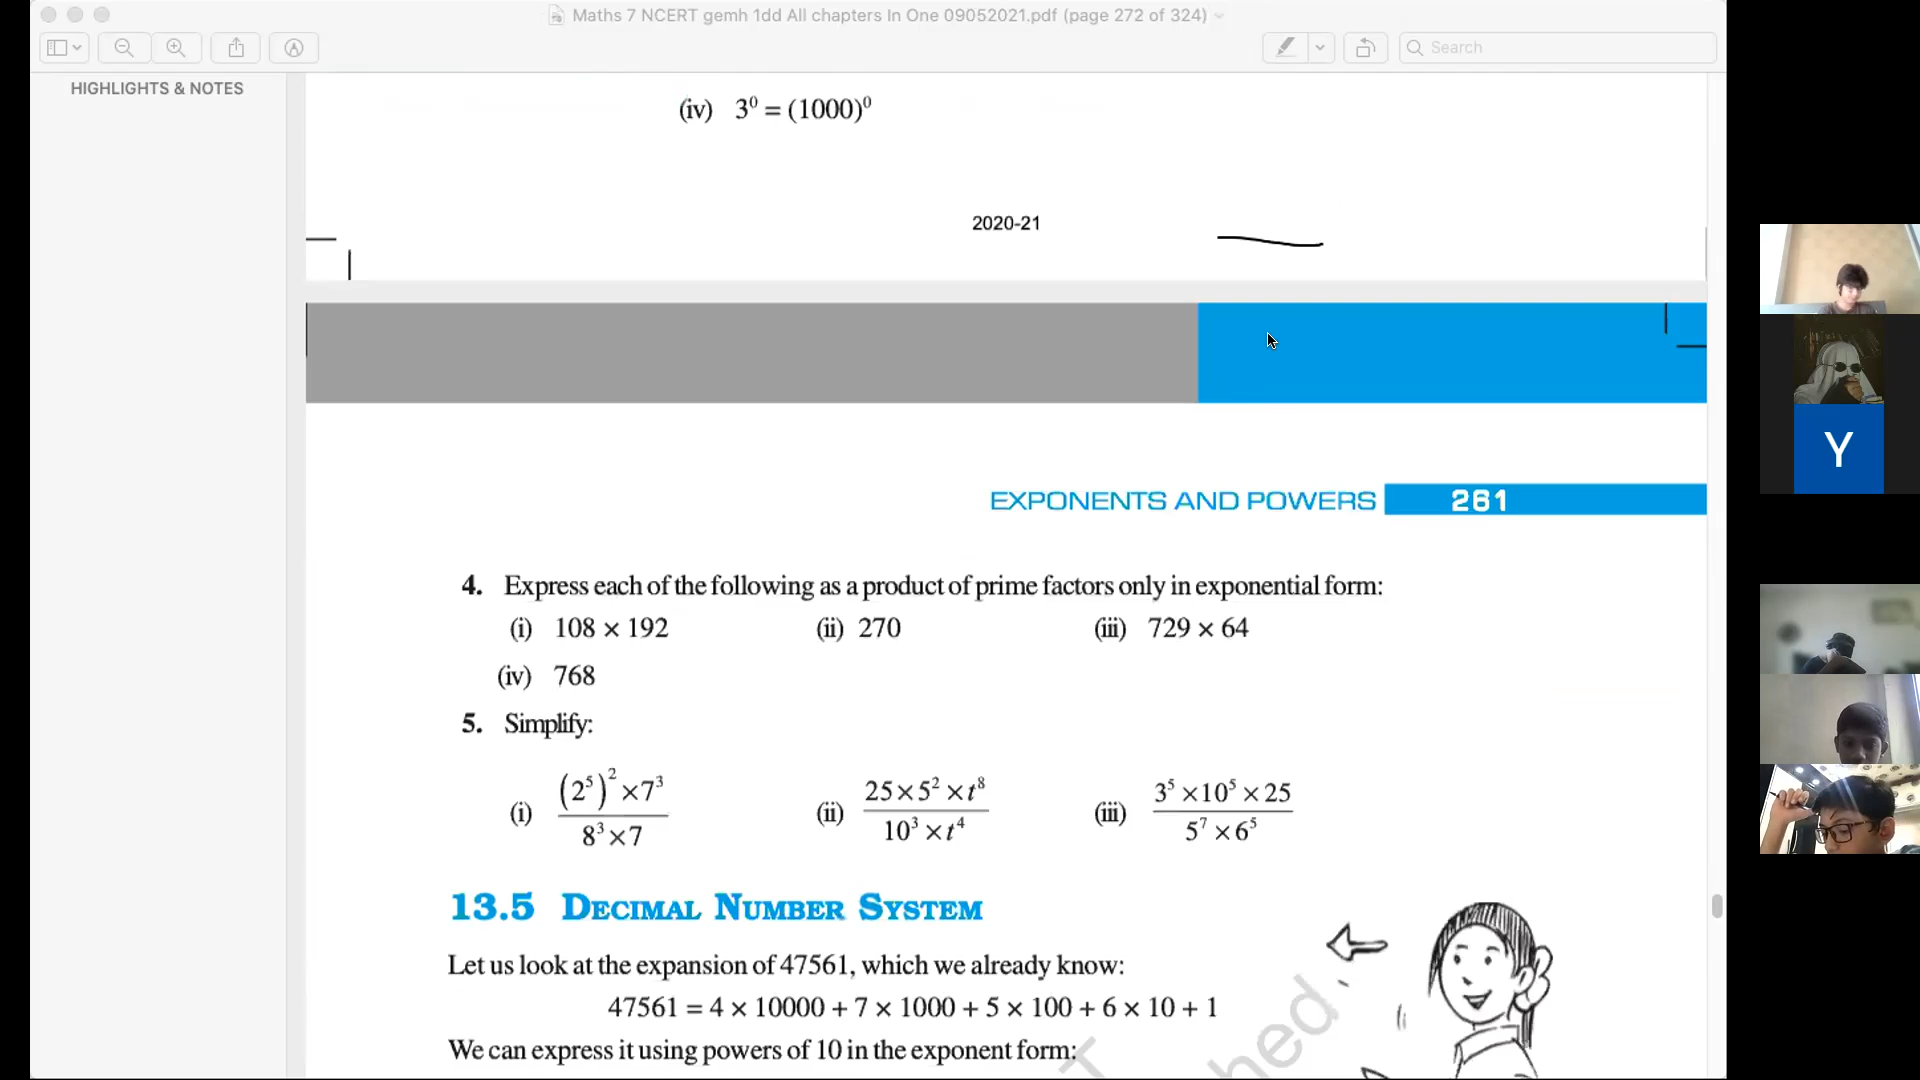 Maths 7 NCERT gemh 1dd All chapters In One 09052021.pdf (page 272 of 324)
Search
HIGHLIGHTS & NOTES
(iv) 3⁰ = (1000)⁰
2020-21
EXPONENTS AND POWERS 261
4. Express each of the following as a product of prime factors only in exponential form:
(i) 108 × 192 (ii) 270 (iii) 729 × 64
(iv) 768
5. Simplify:
(i) ((2⁵)² × 7³) / (8³ × 7) (ii) (25 × 5² × t⁸) / (10³ × t⁴) (iii) (3⁵ × 10⁵ × 25) / (5⁷ × 6⁵)
13.5 DECIMAL NUMBER SYSTEM
Let us look at the expansion of 47561, which we already know:
47561 = 4 × 10000 + 7 × 1000 + 5 × 100 + 6 × 10 + 1
We can express it using powers of 10 in the exponent form:
Y